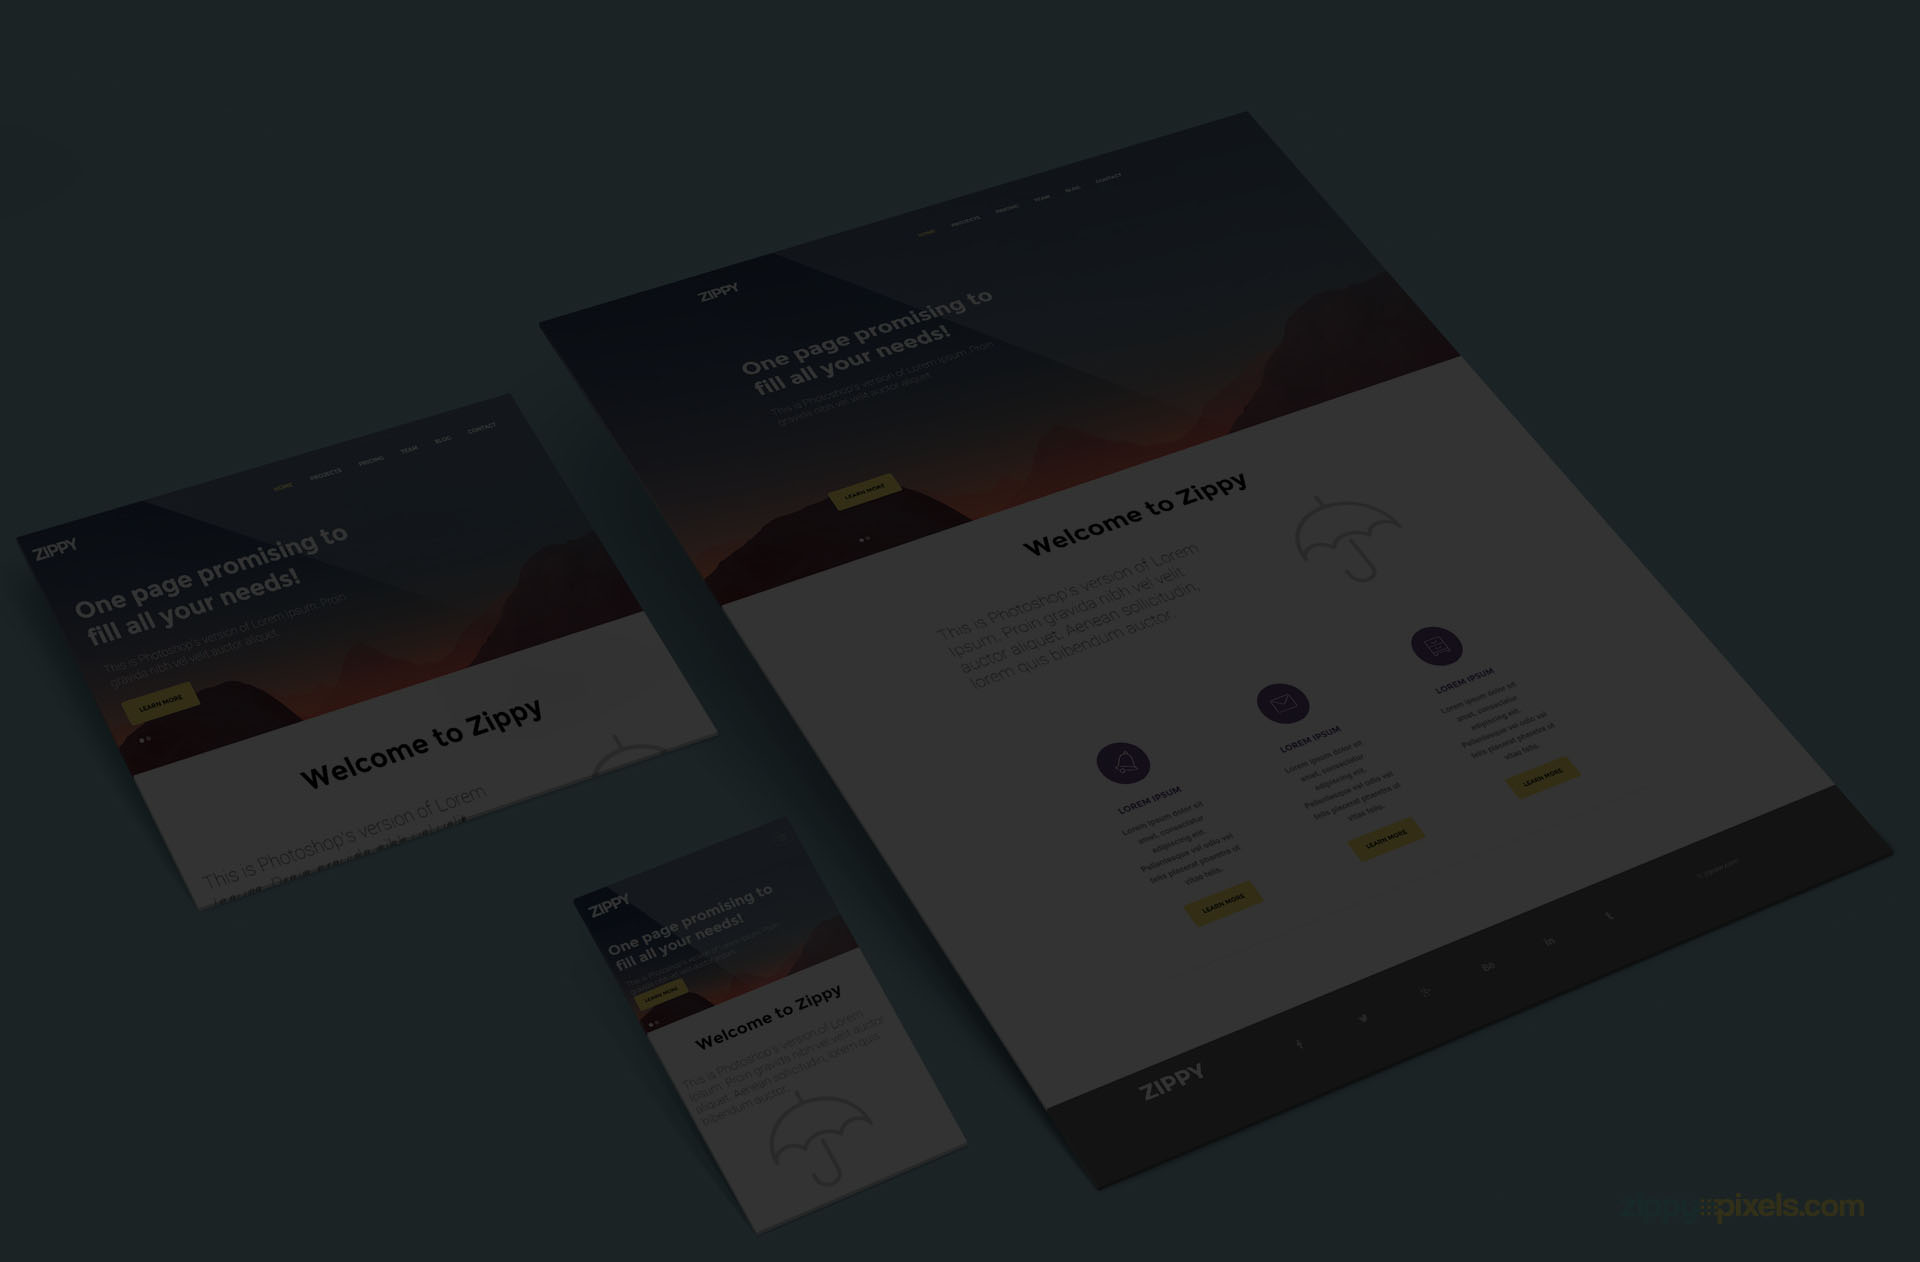 HOME PROJECTS PRICING TEAM BLOG CONTACT
ZIPPY
One page promising to
fill all your needs!
This is Photoshop's version of Lorem Ipsum. Proin
gravida nibh vel velit auctor aliquet.
LEARN MORE
Welcome to Zippy
This is Photoshop's version of Lorem
Ipsum. Proin gravida nibh vel velit
auctor aliquet. Aenean sollicitudin,
lorem quis bibendum auctor.
LOREM IPSUM
Lorem ipsum dolor sit
amet, consectetur
adipiscing elit.
Pellentesque vel odio vel
felis placerat pharetra ut
vitae felis.
LEARN MORE
LOREM IPSUM
Lorem ipsum dolor sit
amet, consectetur
adipiscing elit.
Pellentesque vel odio vel
felis placerat pharetra ut
vitae felis.
LEARN MORE
LOREM IPSUM
Lorem ipsum dolor sit
amet, consectetur
adipiscing elit.
Pellentesque vel odio vel
felis placerat pharetra ut
vitae felis.
LEARN MORE
ZIPPY
HOME PROJECTS PRICING TEAM BLOG CONTACT
ZIPPY
One page promising to
fill all your needs!
This is Photoshop's version of Lorem Ipsum. Proin
gravida nibh vel velit auctor aliquet.
LEARN MORE
Welcome to Zippy
This is Photoshop's version of Lorem
ZIPPY
One page promising to
fill all your needs!
This is Photoshop's version of Lorem Ipsum. Proin
gravida nibh vel velit auctor aliquet.
LEARN MORE
Welcome to Zippy
This is Photoshop's version of Lorem
Ipsum. Proin gravida nibh vel velit auctor
aliquet. Aenean sollicitudin, lorem quis
bibendum auctor.
zippypixels.com